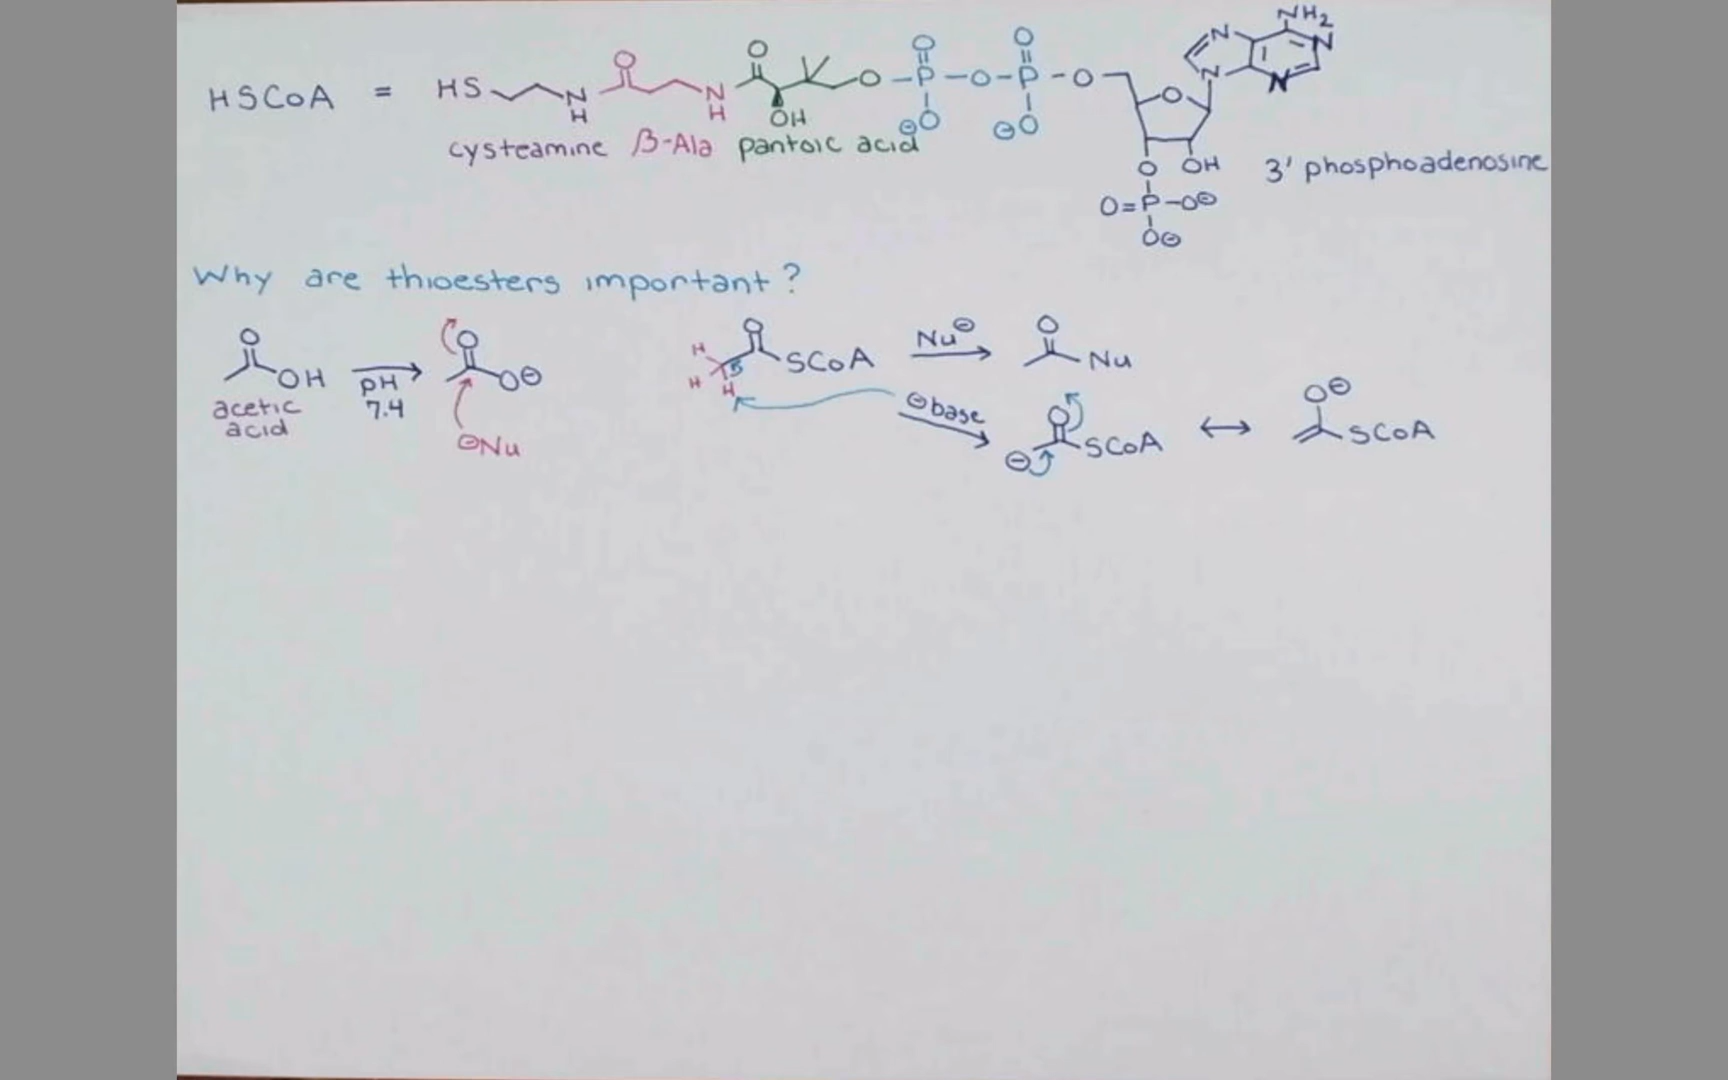 HSCoA = HS N H O N H O OH O P O O⊖ O P O O⊖ O O N N N N NH2
cysteamine β-Ala pantoic acid
O OH 3' phosphoadenosine
O=P-O⊖
O⊖
Why are thioesters important?
O OH pH 7.4 O O⊖ H H H O SCoA Nu⊖ O Nu
acetic acid
⊖Nu
⊖base O SCoA ⊖ ↔ O⊖ SCoA